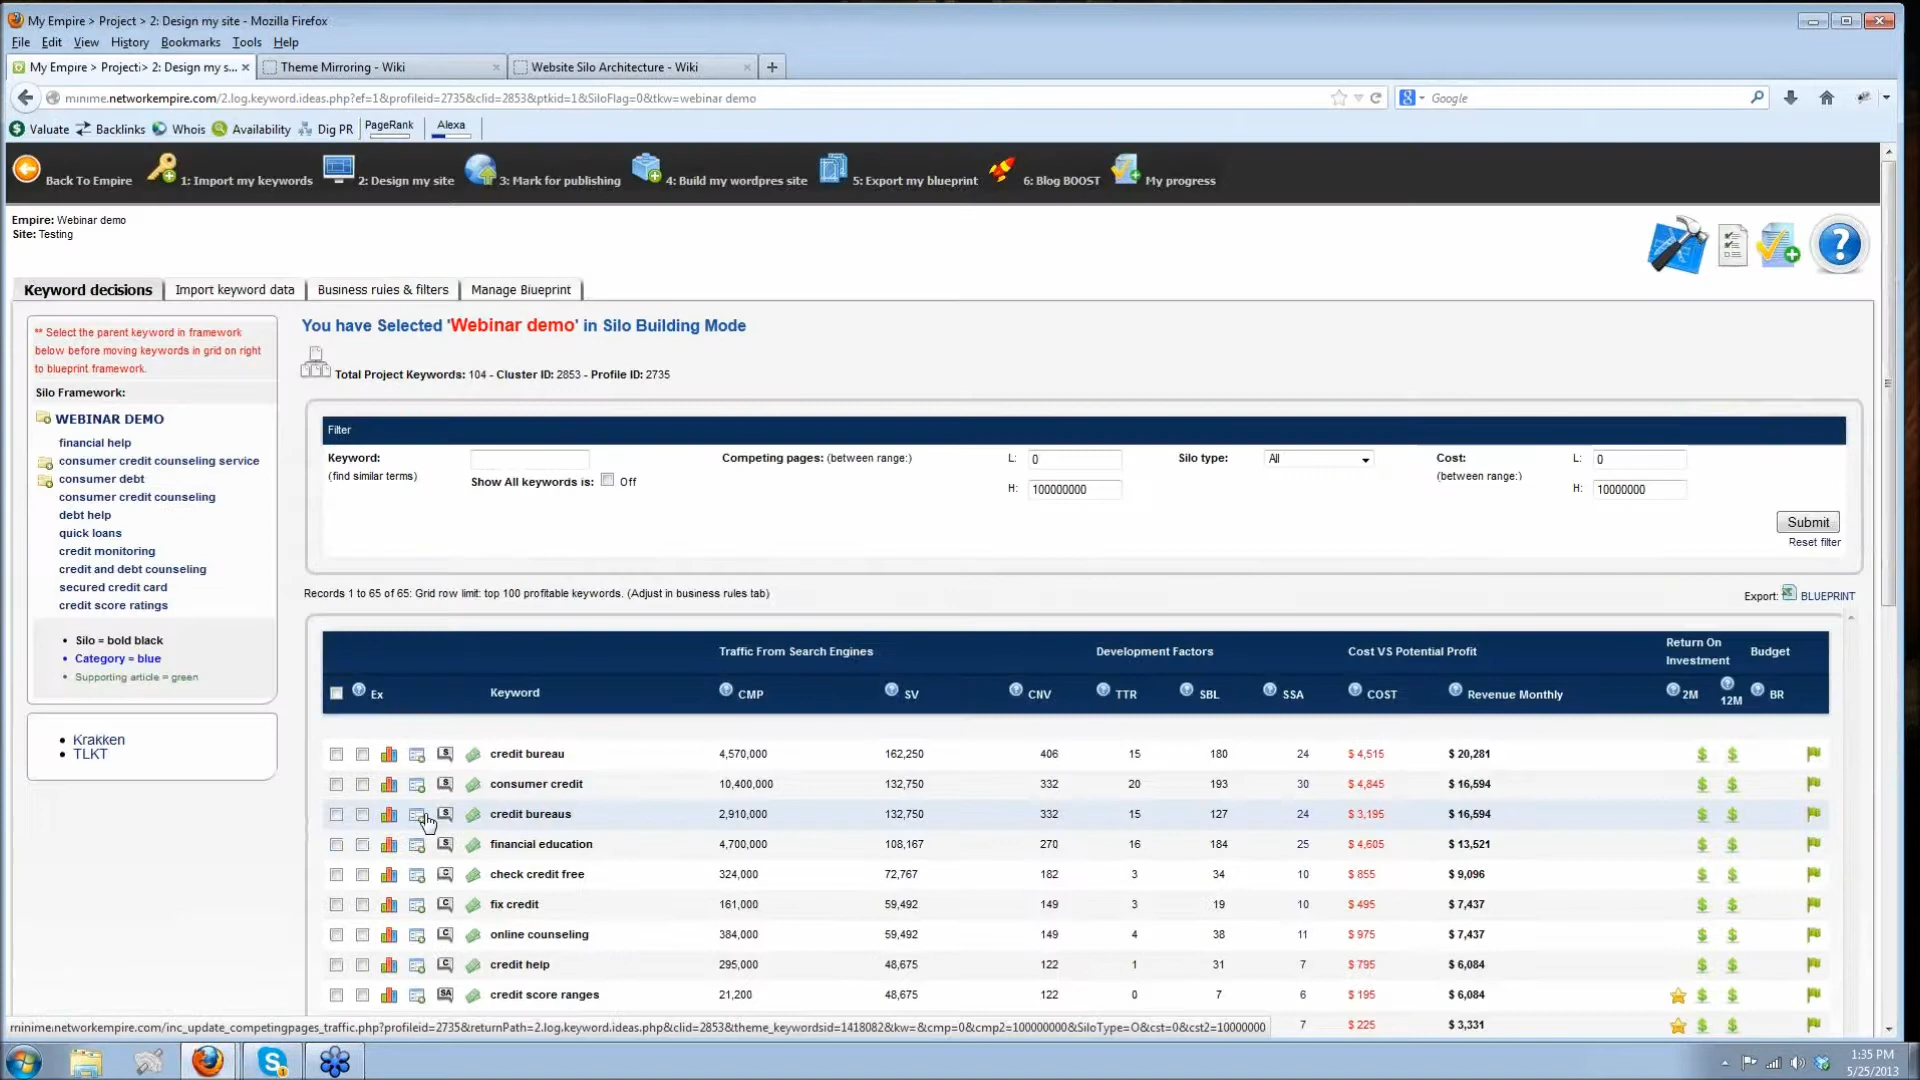 My Empire > Project > 2: Design my site - Mozilla Firefox
File Edit View History Bookmarks Tools Help
My Empire > Project> 2: Design my s...
Theme Mirroring - Wiki
Website Silo Architecture - Wiki
minime.networkempire.com/2.log.keyword.ideas.php?ef=1&profileid=2735&clid=2853&ptkid=1&SiloFlag=0&tkw=webinar demo
Google
Valuate Backlinks Whois Availability Dig PR PageRank Alexa
Back To Empire 1: Import my keywords 2: Design my site 3: Mark for publishing 4: Build my wordpres site 5: Export my blueprint 6: Blog BOOST My progress
Empire: Webinar demo
Site: Testing
Keyword decisions Import keyword data Business rules & filters Manage Blueprint
** Select the parent keyword in framework
below before moving keywords in grid on right
to blueprint framework.
Silo Framework:
WEBINAR DEMO
financial help
consumer credit counseling service
consumer debt
consumer credit counseling
debt help
quick loans
credit monitoring
credit and debt counseling
secured credit card
credit score ratings
Silo = bold black
Category = blue
Supporting article = green
Krakken
TLKT
You have Selected 'Webinar demo' in Silo Building Mode
Total Project Keywords: 104 - Cluster ID: 2853 - Profile ID: 2735
Filter
Keyword: Competing pages: (between range:) L: 0 Silo type: All Cost: L: 0
(find similar terms) Show All keywords is: Off H: 100000000 (between range:) H: 10000000
Submit
Reset filter
Records 1 to 65 of 65: Grid row limit: top 100 profitable keywords. (Adjust in business rules tab)
Export: BLUEPRINT
Traffic From Search Engines Development Factors Cost VS Potential Profit Return On Investment Budget
Ex Keyword CMP SV CNV TTR SBL SSA COST Revenue Monthly 2M 12M BR
S credit bureau 4,570,000 162,250 406 15 180 24 $ 4,515 $ 20,281 $ $
S consumer credit 10,400,000 132,750 332 20 193 30 $ 4,845 $ 16,594 $ $
S credit bureaus 2,910,000 132,750 332 15 127 24 $ 3,195 $ 16,594 $ $
S financial education 4,700,000 108,167 270 16 184 25 $ 4,605 $ 13,521 $ $
C check credit free 324,000 72,767 182 3 34 10 $ 855 $ 9,096 $ $
C fix credit 161,000 59,492 149 3 19 10 $ 495 $ 7,437 $ $
C online counseling 384,000 59,492 149 4 38 11 $ 975 $ 7,437 $ $
C credit help 295,000 48,675 122 1 31 7 $ 795 $ 6,084 $ $
SA credit score ranges 21,200 48,675 122 0 7 6 $ 195 $ 6,084 $ $
7 $ 225 $ 3,331 $ $
minime.networkempire.com/inc_update_competingpages_traffic.php?profileid=2735&returnPath=2.log.keyword.ideas.php&clid=2853&theme_keywordsid=1418082&kw=&cmp=0&cmp2=100000000&SiloType=O&cst=0&cst2=10000000
1:35 PM
5/25/2013